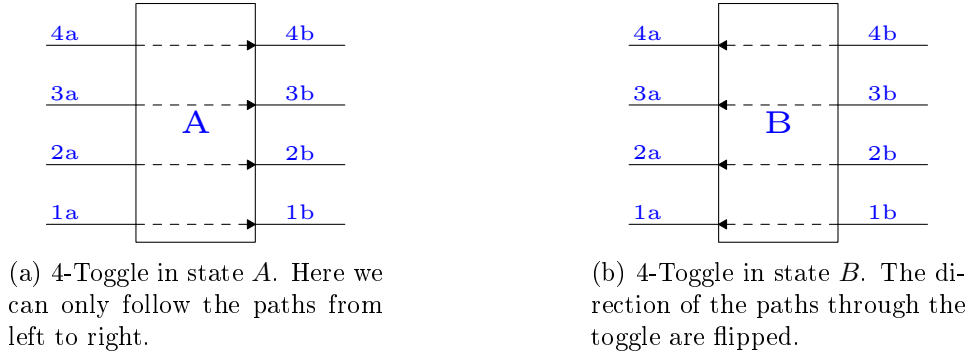 4a 4b
3a 3b
A
2a 2b
1a 1b
(a) 4-Toggle in state A. Here we
can only follow the paths from
left to right.
4a 4b
3a 3b
B
2a 2b
1a 1b
(b) 4-Toggle in state B. The di-
rection of the paths through the
toggle are flipped.